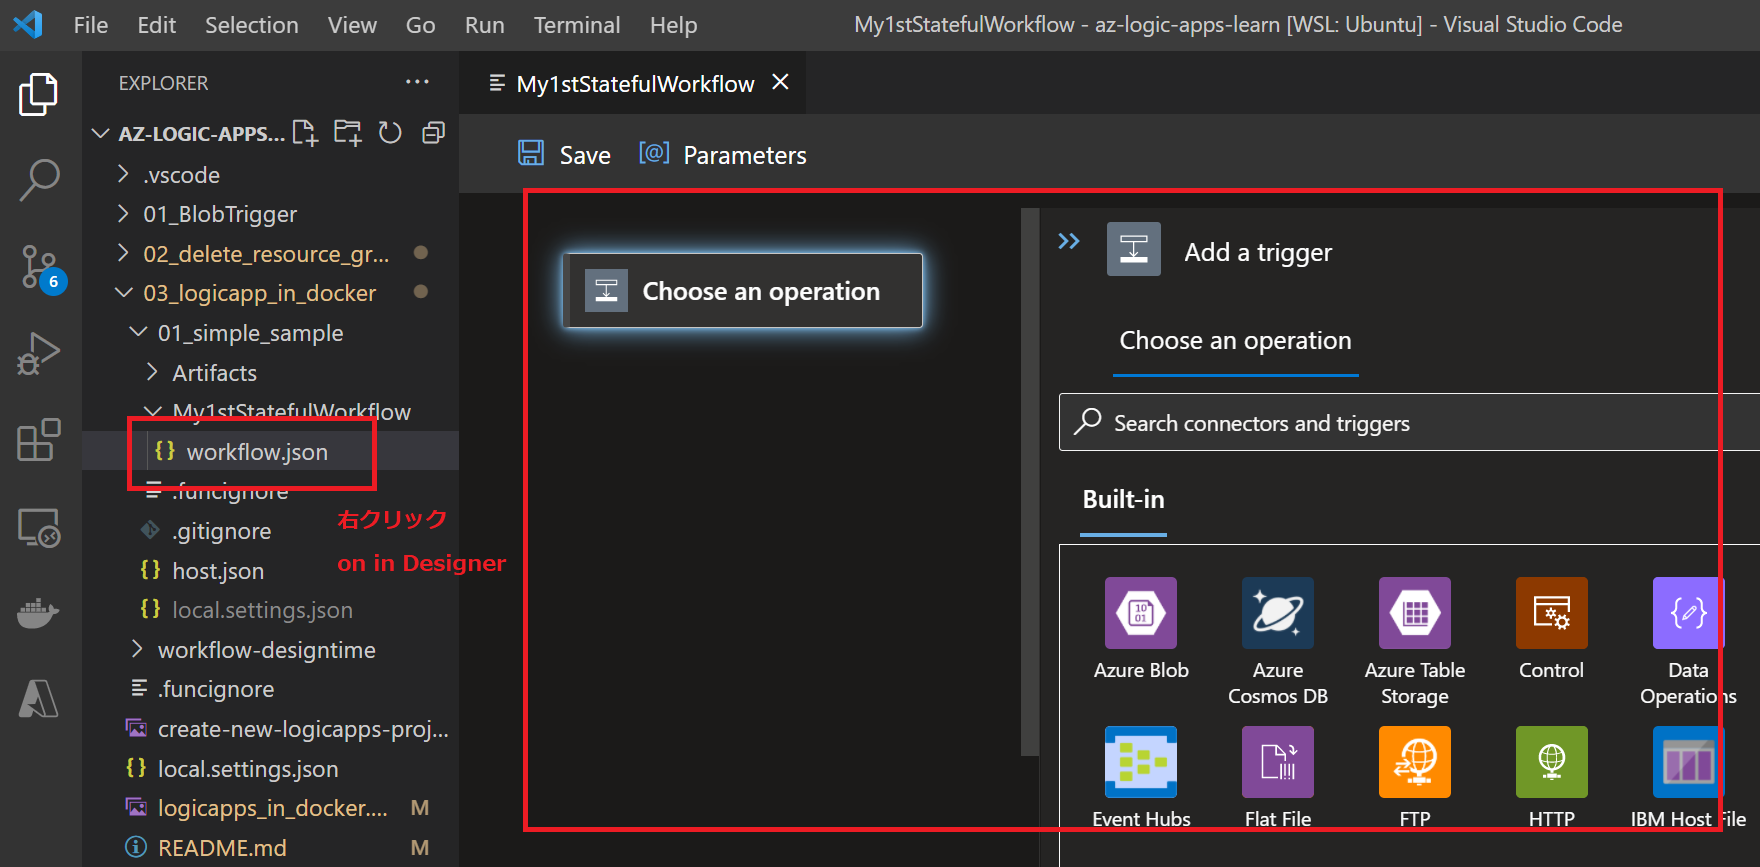 File Edit Selection View Go Run Terminal Help
My1stStatefulWorkflow - az-logic-apps-learn [WSL: Ubuntu] - Visual Studio Code
EXPLORER
AZ-LOGIC-APPS...
.vscode
01_BlobTrigger
02_delete_resource_gr...
03_logicapp_in_docker
01_simple_sample
Artifacts
My1stStatefulWorkflow
workflow.json
.funcignore
.gitignore
host.json
local.settings.json
workflow-designtime
.funcignore
create-new-logicapps-proj...
local.settings.json
logicapps_in_docker.... M
README.md M
6
右クリック
on in Designer
My1stStatefulWorkflow
Save
[@] Parameters
Choose an operation
Add a trigger
Choose an operation
Search connectors and triggers
Built-in
10
01
Azure Blob
Azure
Cosmos DB
Azure Table
Storage
Control
Data
Operations
Event Hubs
Flat File
FTP
HTTP
IBM Host File